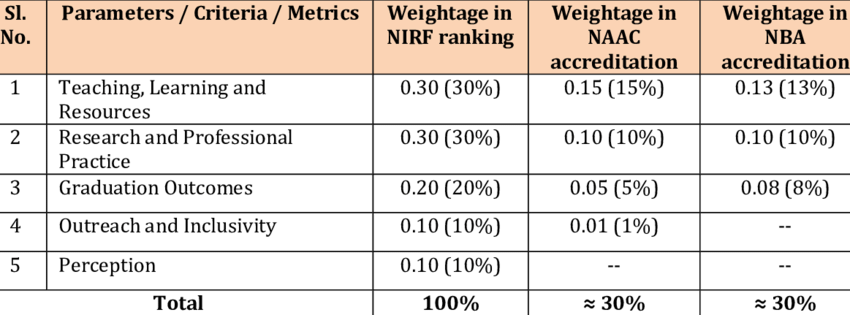 Sl. No. Parameters / Criteria / Metrics Weightage in NIRF ranking Weightage in NAAC accreditation Weightage in NBA accreditation
1 Teaching, Learning and Resources 0.30 (30%) 0.15 (15%) 0.13 (13%)
2 Research and Professional Practice 0.30 (30%) 0.10 (10%) 0.10 (10%)
3 Graduation Outcomes 0.20 (20%) 0.05 (5%) 0.08 (8%)
4 Outreach and Inclusivity 0.10 (10%) 0.01 (1%) --
5 Perception 0.10 (10%) -- --
Total 100% ≈ 30% ≈ 30%